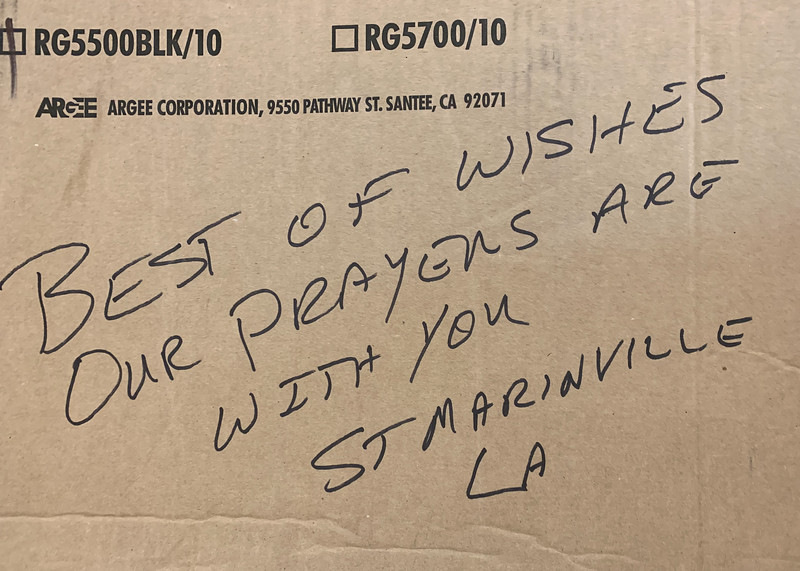 RG5500BLK/10 RG5700/10
ARGEE ARGEE CORPORATION, 9550 PATHWAY ST. SANTEE, CA 92071
BEST OF WISHES
OUR PRAYERS ARE
WITH YOU
ST MARINVILLE
LA